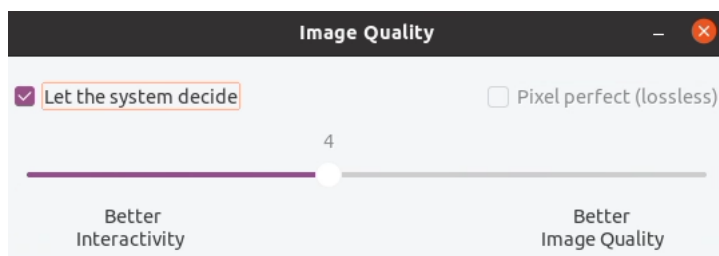 Image Quality
Let the system decide
Pixel perfect (lossless)
4
Better
Interactivity
Better
Image Quality